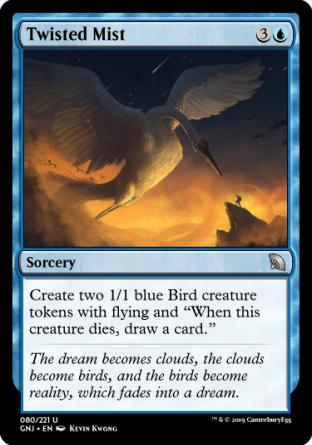 Twisted Mist 3
Sorcery
Create two 1/1 blue Bird creature
tokens with flying and “When this
creature dies, draw a card.”
The dream becomes clouds, the clouds
become birds, and the birds become
reality, which fades into a dream.
080/221 U
GNJ • EN Kevin Kwong
™ & © 2019 CanterburyEgg